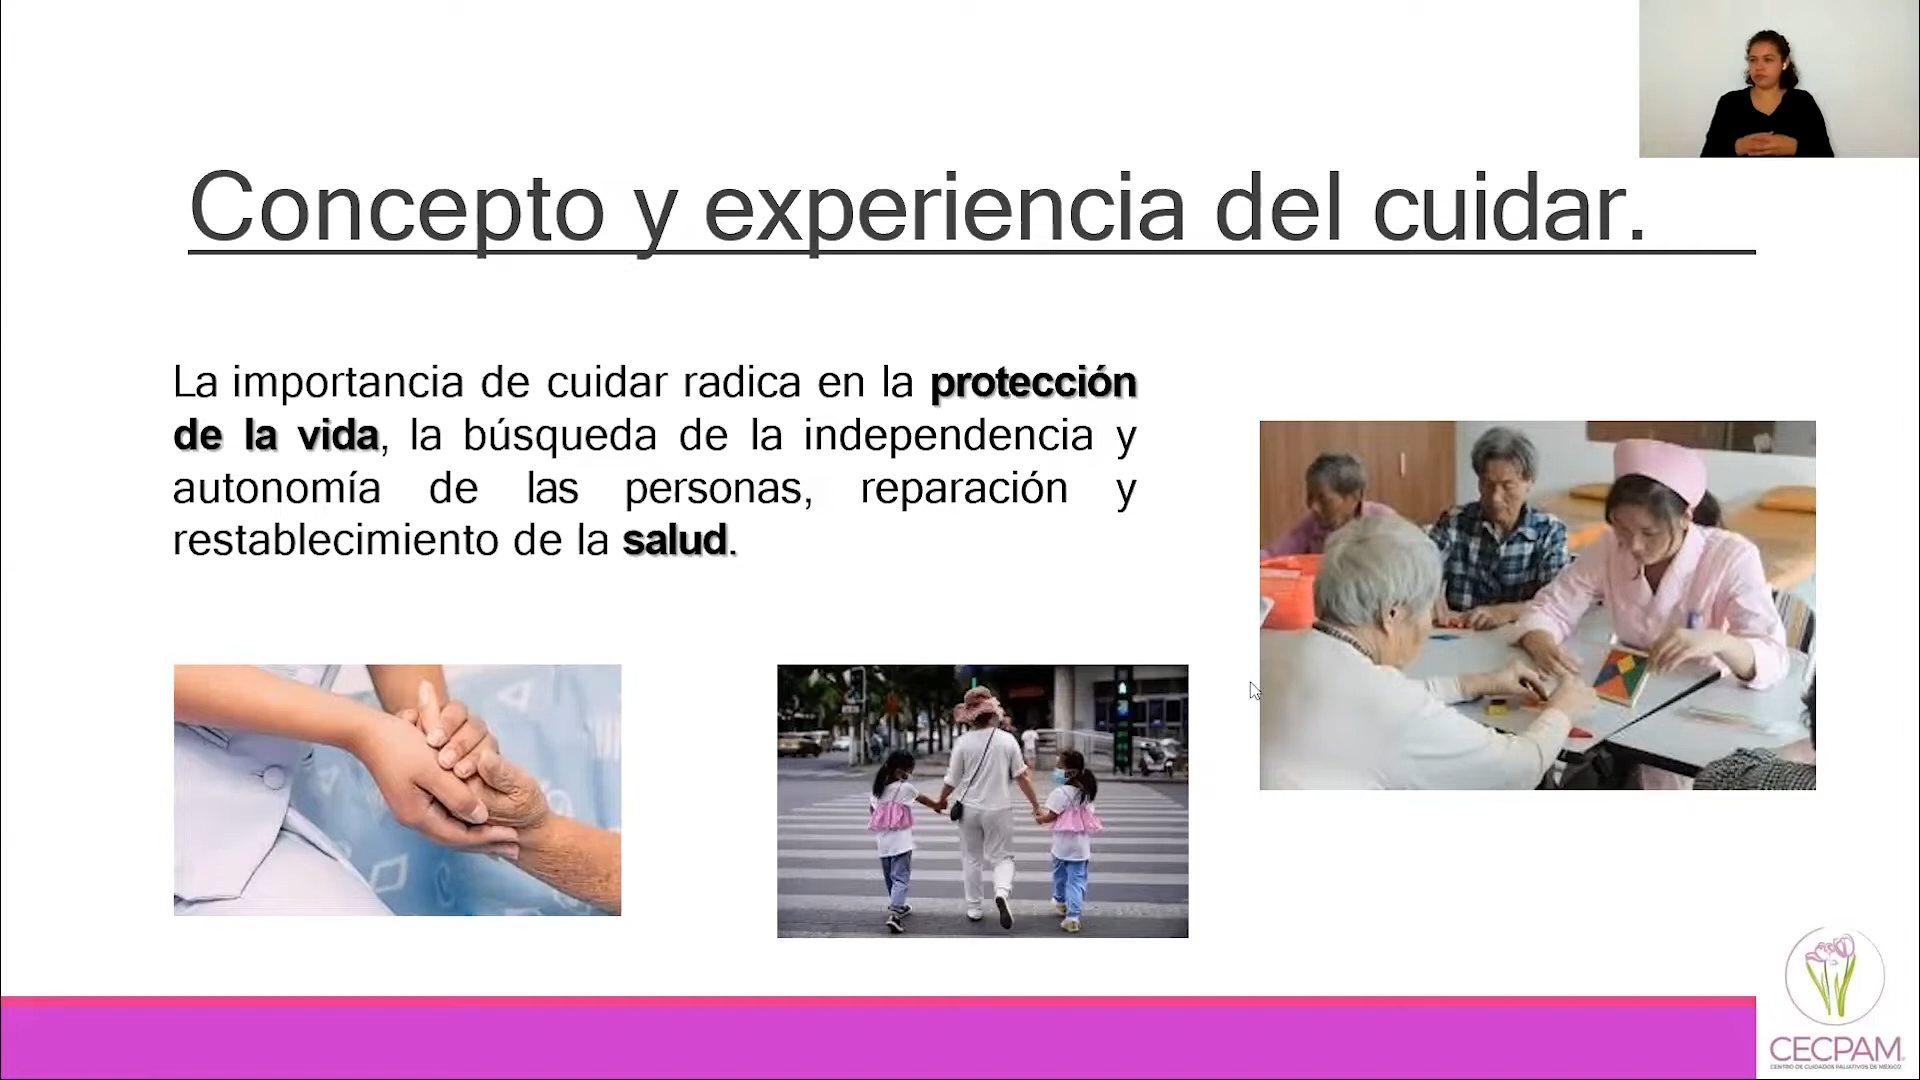 Concepto y experiencia del cuidar.
La importancia de cuidar radica en la protección
de la vida, la búsqueda de la independencia y
autonomía de las personas, reparación y
restablecimiento de la salud.
CECPAM
CENTRO DE CUIDADOS PALIATIVOS DE MÉXICO